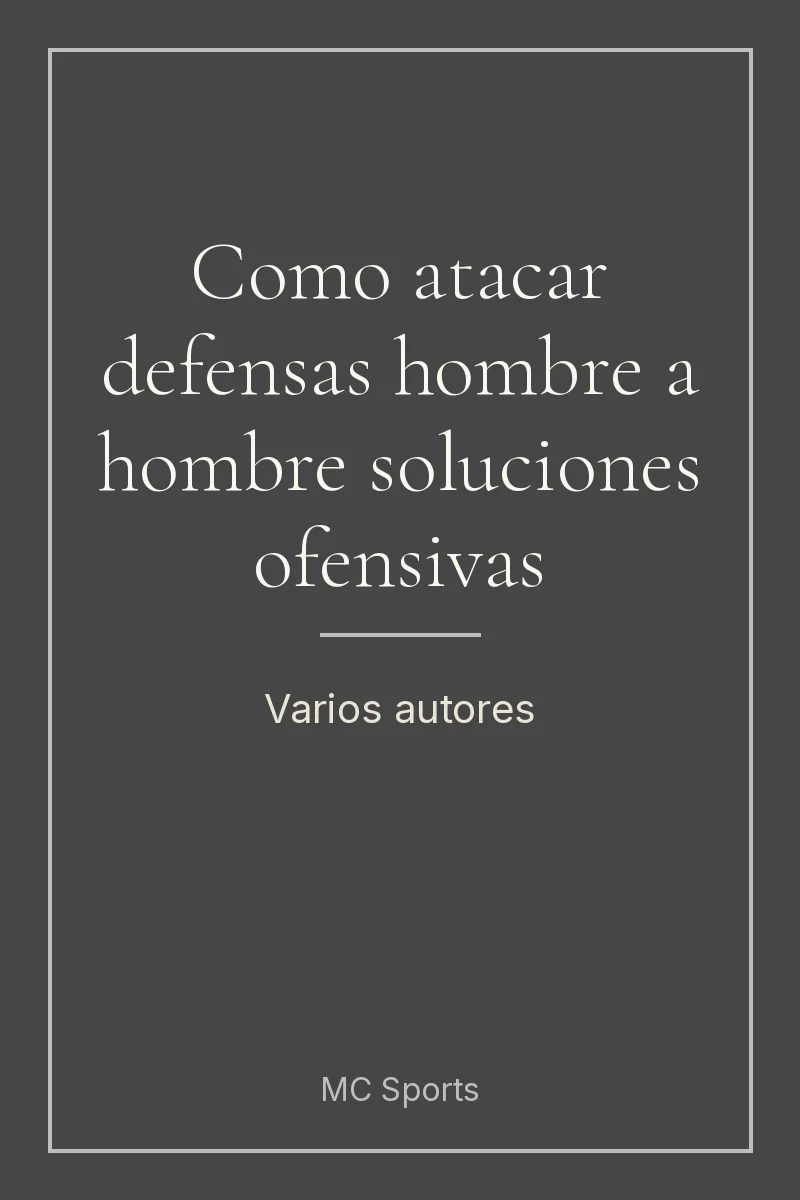 Como atacar
defensas hombre a
hombre soluciones
ofensivas
Varios autores
MC Sports